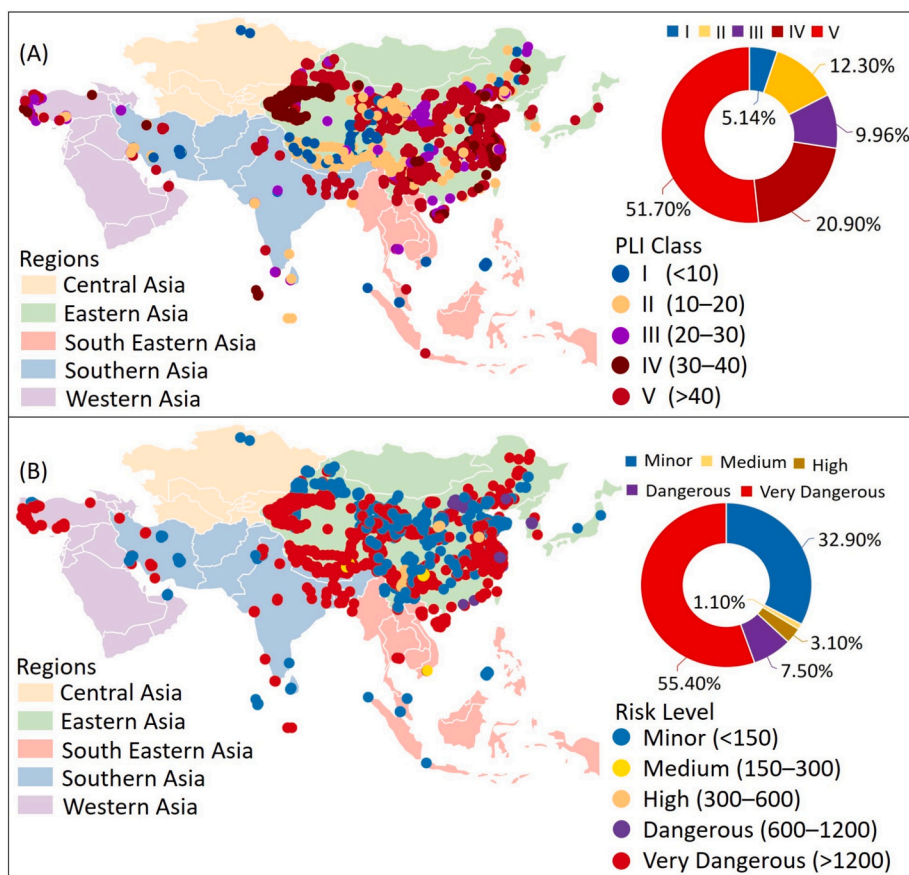 (A)
I II III IV V
12.30%
5.14%
9.96%
51.70%
20.90%
Regions
Central Asia
Eastern Asia
South Eastern Asia
Southern Asia
Western Asia
PLI Class
I (<10)
II (10–20)
III (20–30)
IV (30–40)
V (>40)
(B)
Minor Medium High
Dangerous Very Dangerous
32.90%
1.10%
3.10%
7.50%
55.40%
Regions
Central Asia
Eastern Asia
South Eastern Asia
Southern Asia
Western Asia
Risk Level
Minor (<150)
Medium (150–300)
High (300–600)
Dangerous (600–1200)
Very Dangerous (>1200)